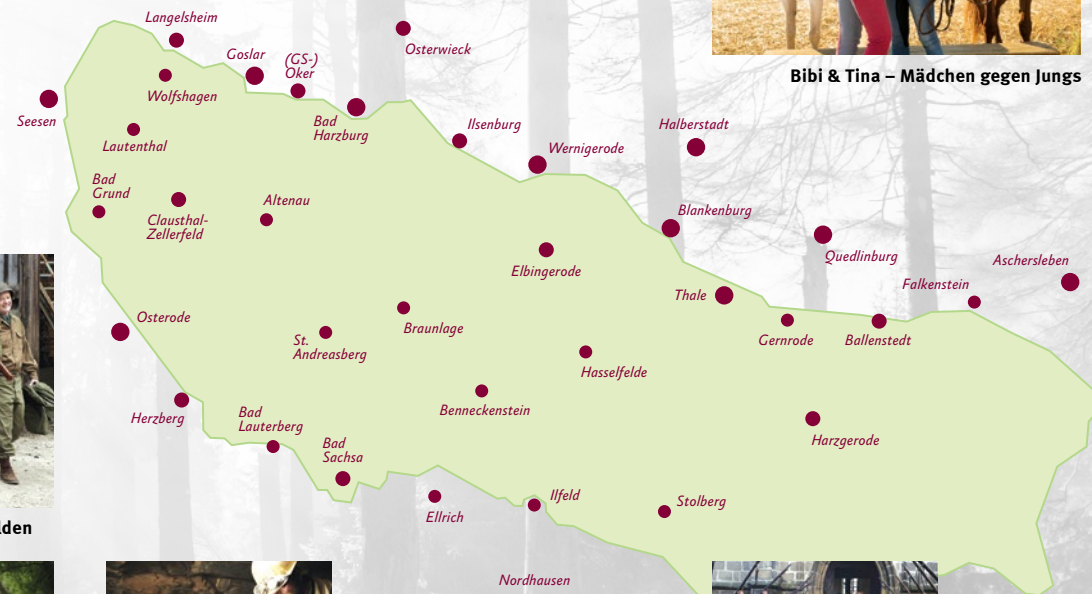 Langelsheim
Osterwieck
Goslar
(GS-)
Oker
Bibi & Tina – Mädchen gegen Jungs
Wolfshagen
Seesen
Bad
Harzburg
Ilsenburg
Halberstadt
Lautenthal
Wernigerode
Bad
Grund
Altenau
Clausthal-
Zellerfeld
Blankenburg
Elbingerode
Quedlinburg
Aschersleben
Falkenstein
Thale
Osterode
Braunlage
St.
Andreasberg
Gernrode
Ballenstedt
Hasselfelde
Herzberg
Bad
Lauterberg
Benneckenstein
Harzgerode
Bad
Sachsa
Ellrich
Ilfeld
Stolberg
lden
Nordhausen